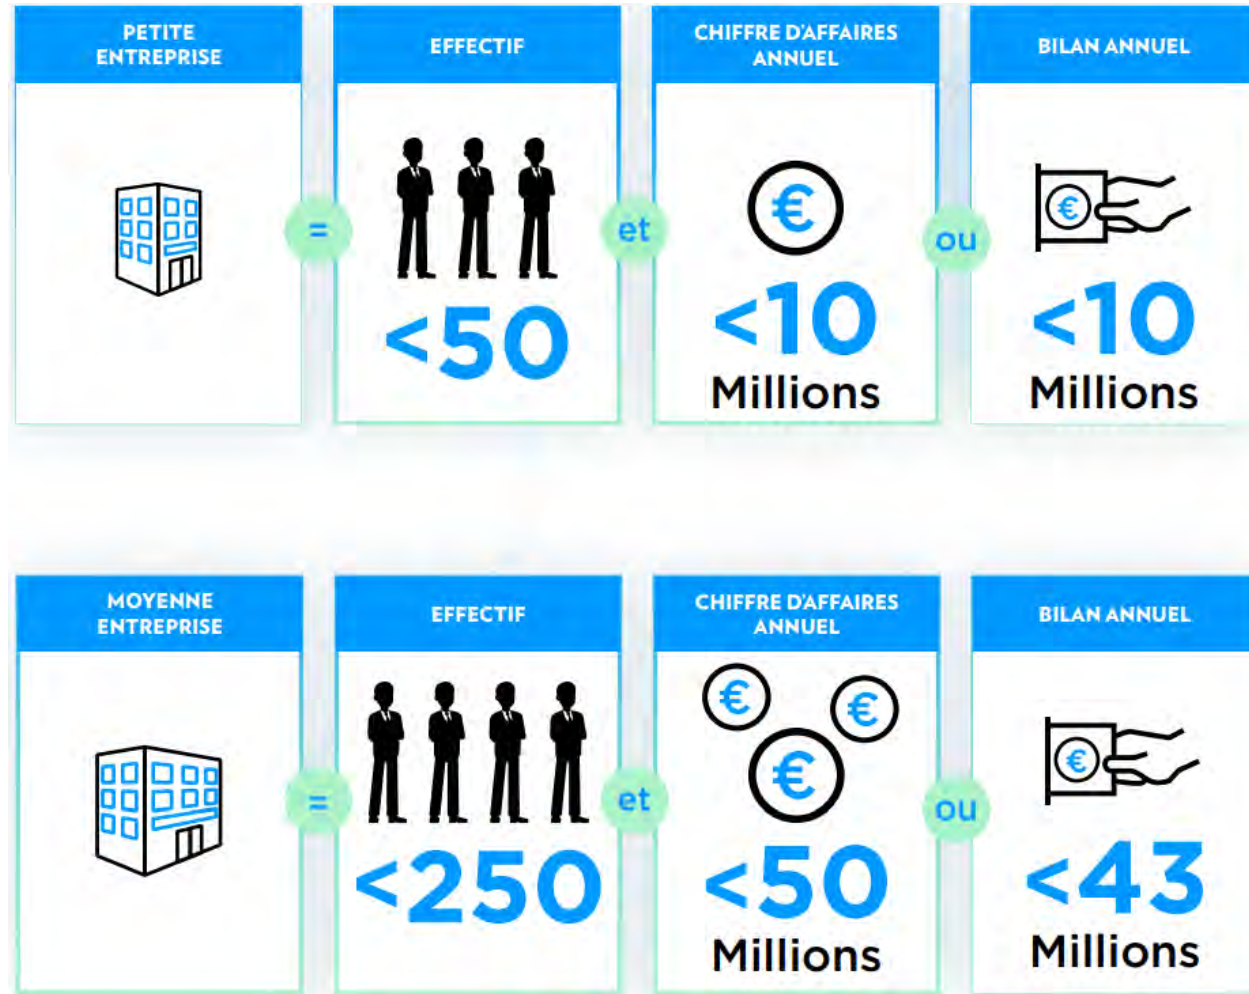 PETITE
ENTREPRISE
EFFECTIF
CHIFFRE D'AFFAIRES
ANNUEL
BILAN ANNUEL
=
et
ou
€
€
<50
<10
Millions
<10
Millions
MOYENNE
ENTREPRISE
EFFECTIF
CHIFFRE D'AFFAIRES
ANNUEL
BILAN ANNUEL
=
et
ou
€
€
€
€
<250
<50
Millions
<43
Millions